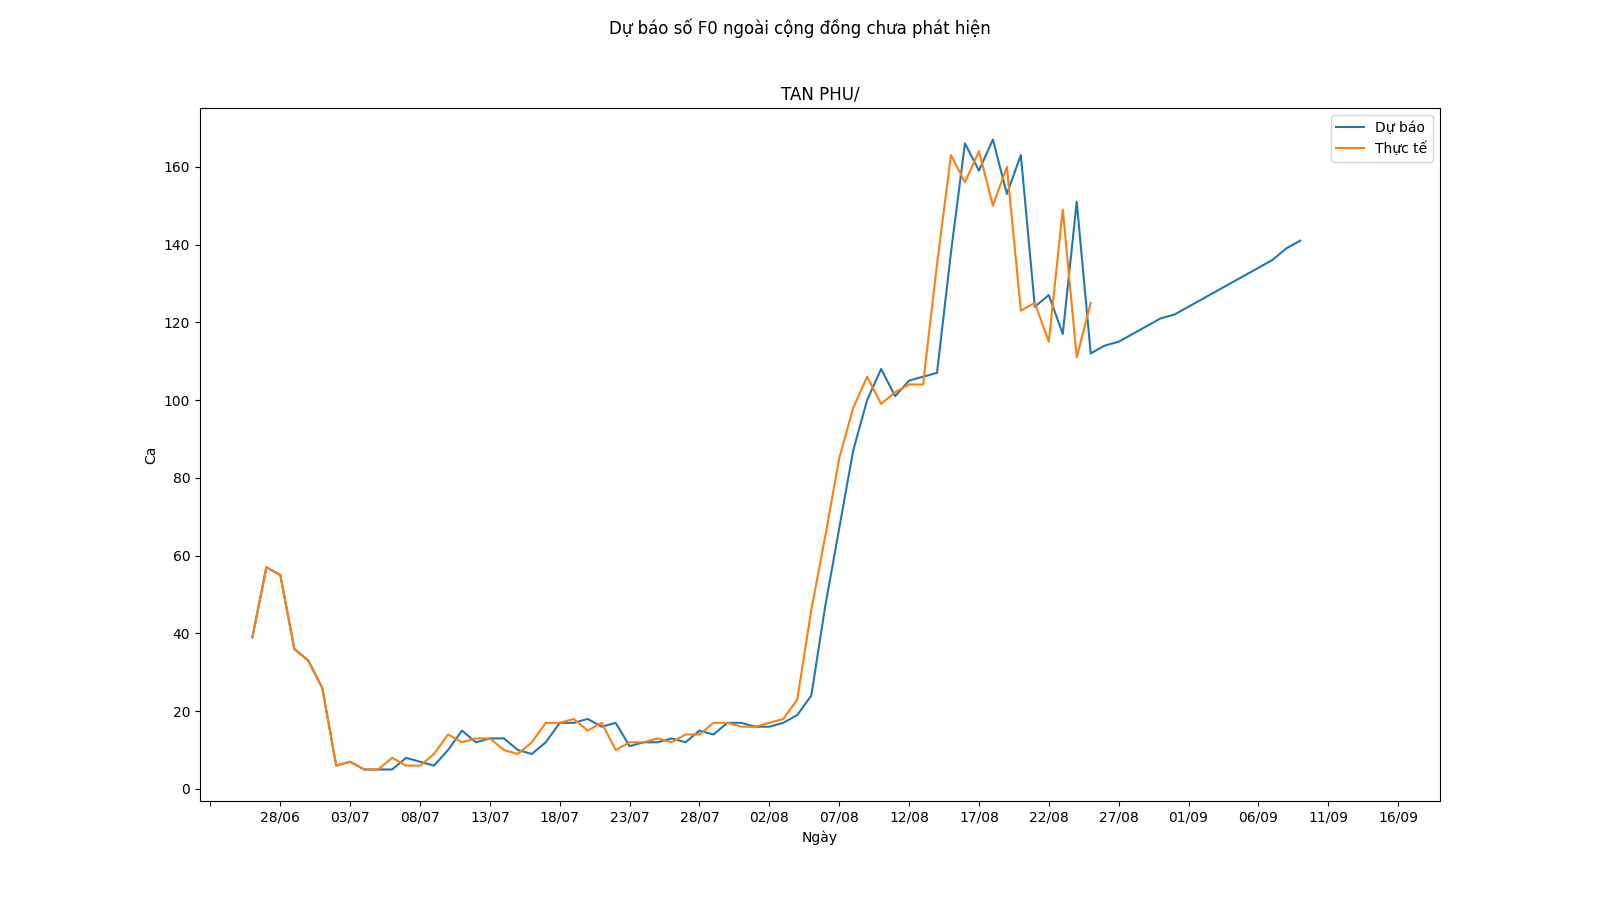 Dự báo số F0 ngoài cộng đồng chưa phát hiện
TAN PHU/
Dự báo
Thực tế
160
140
120
100
80
60
40
20
0
Ca
28/06 03/07 08/07 13/07 18/07 23/07 28/07 02/08 07/08 12/08 17/08 22/08 27/08 01/09 06/09 11/09 16/09
Ngày